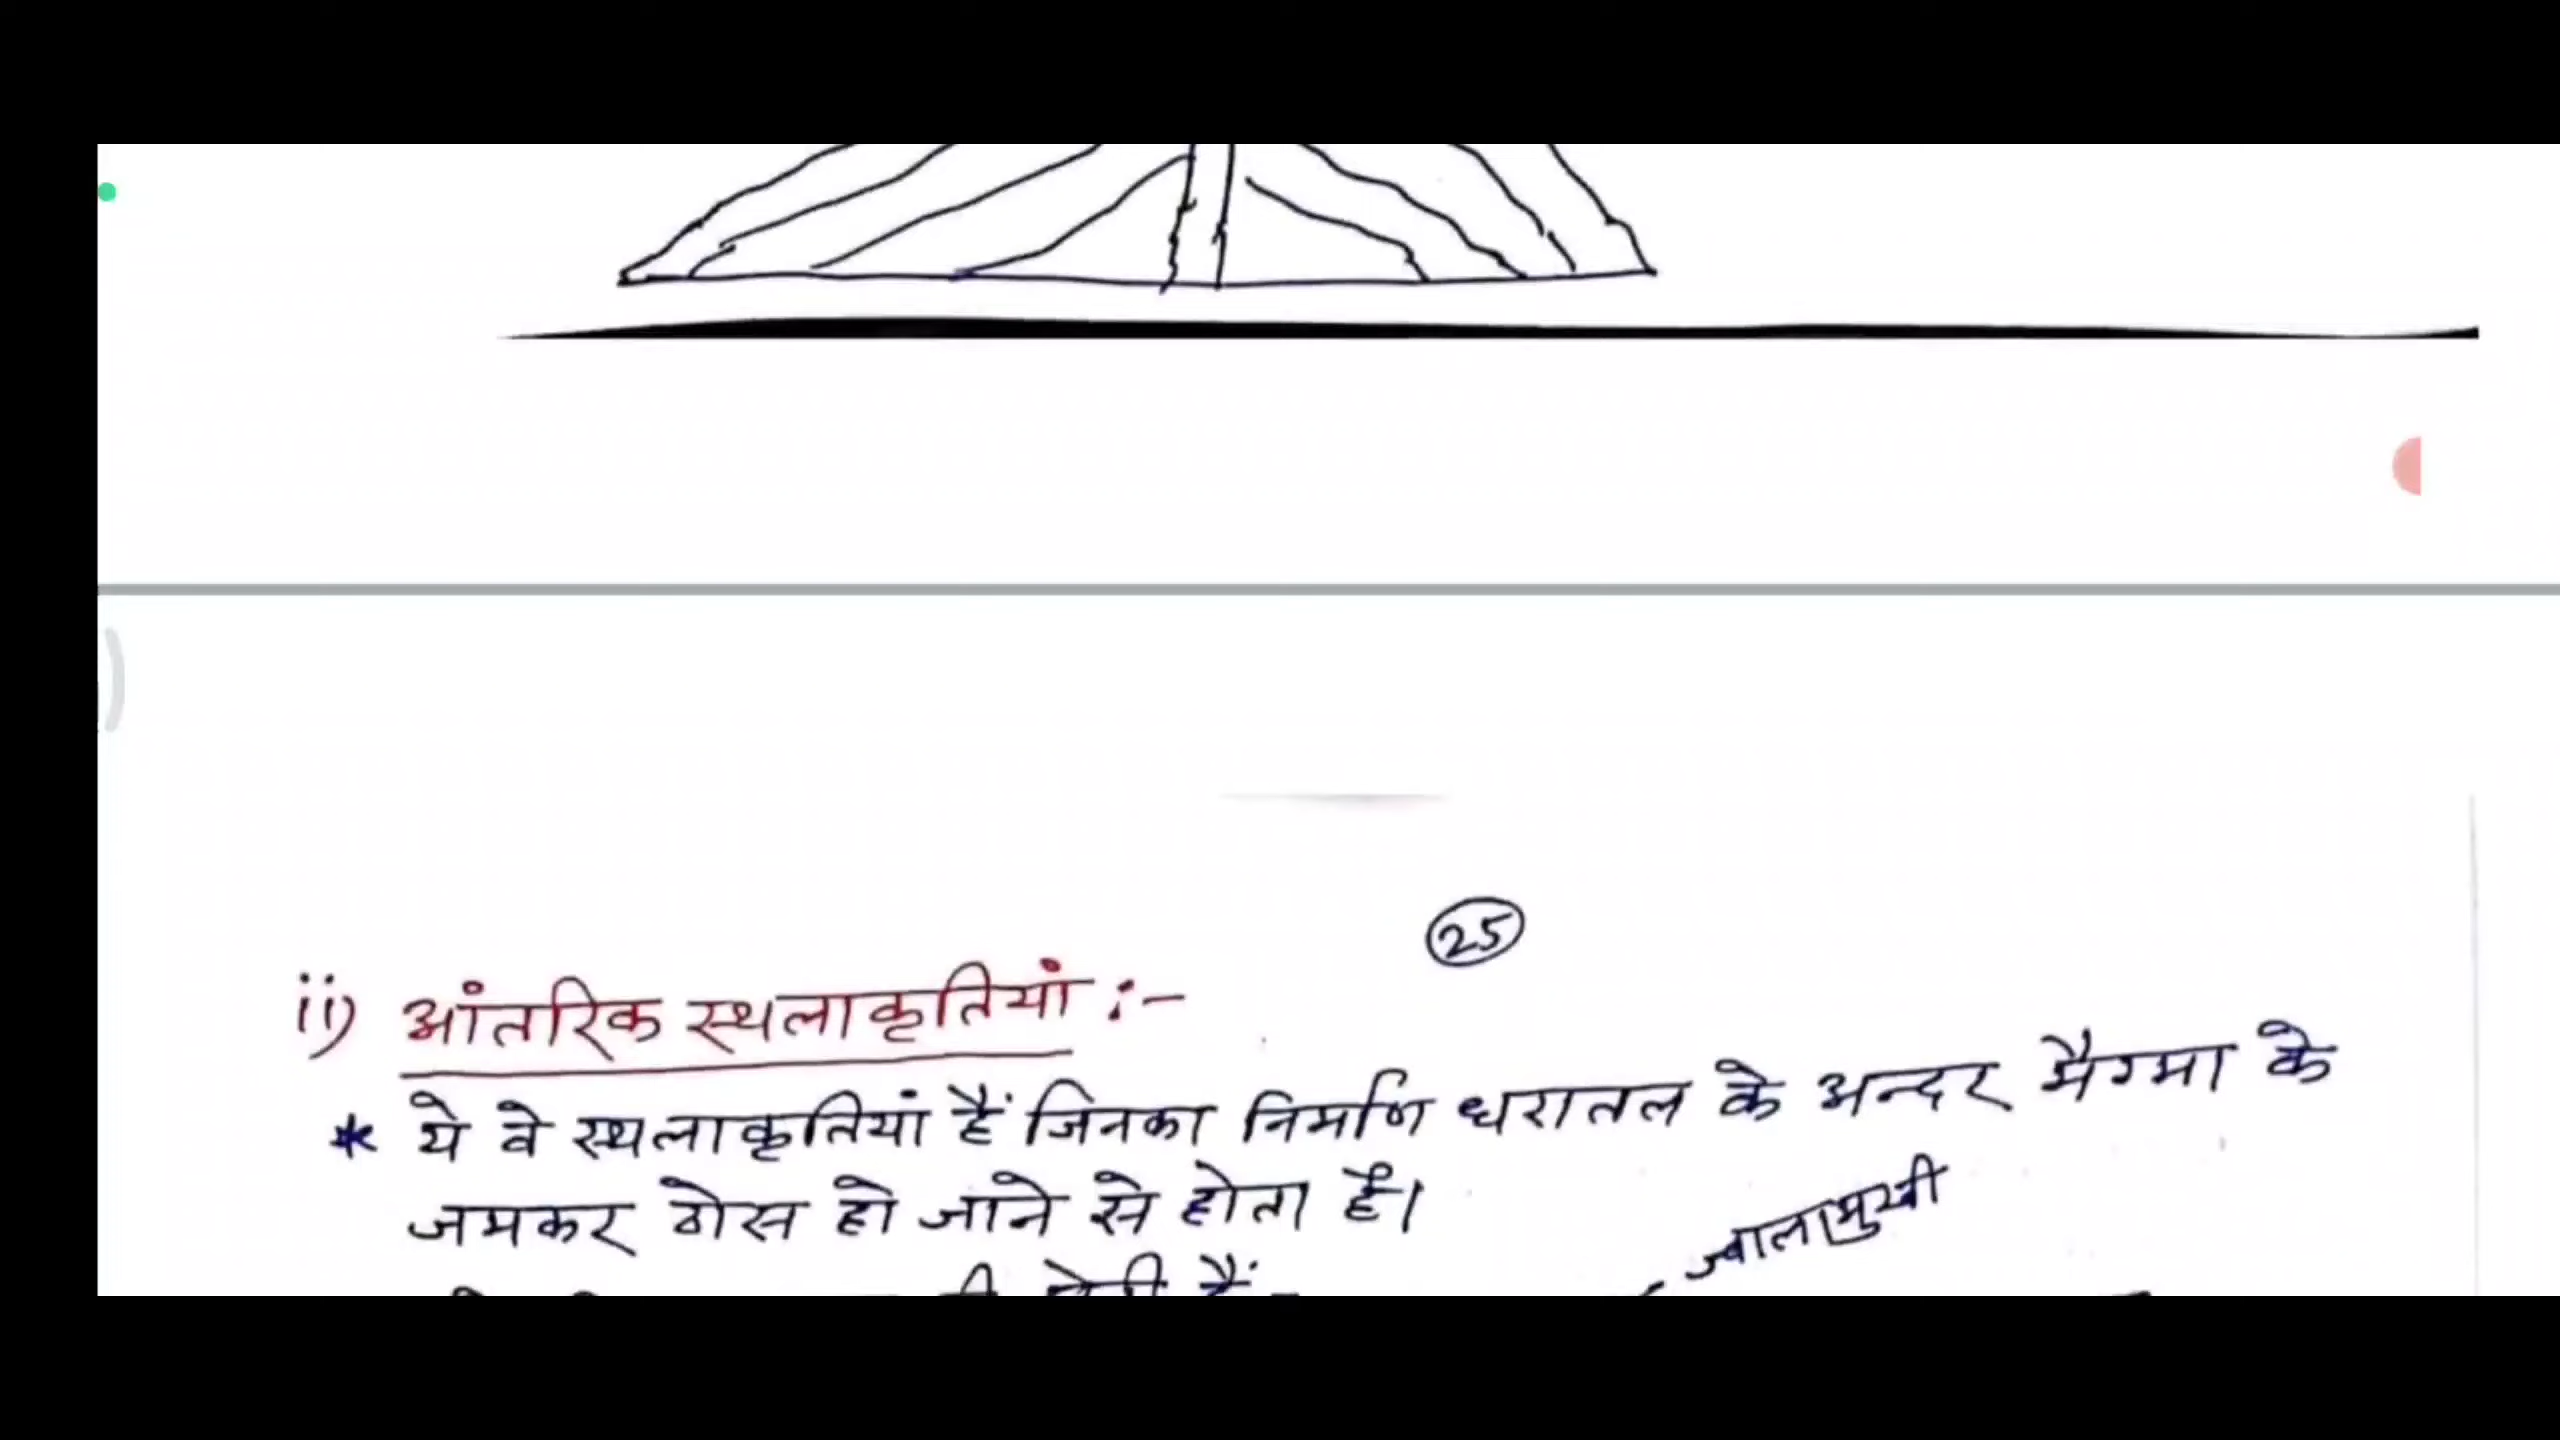 25
ii) आंतरिक स्थलाकृतियां :-
* ये वे स्थलाकृतियां हैं जिनका निर्माण धरातल के अन्दर मैग्मा के
जमकर ठोस हो जाने से होता है।
ज्वालामुखी